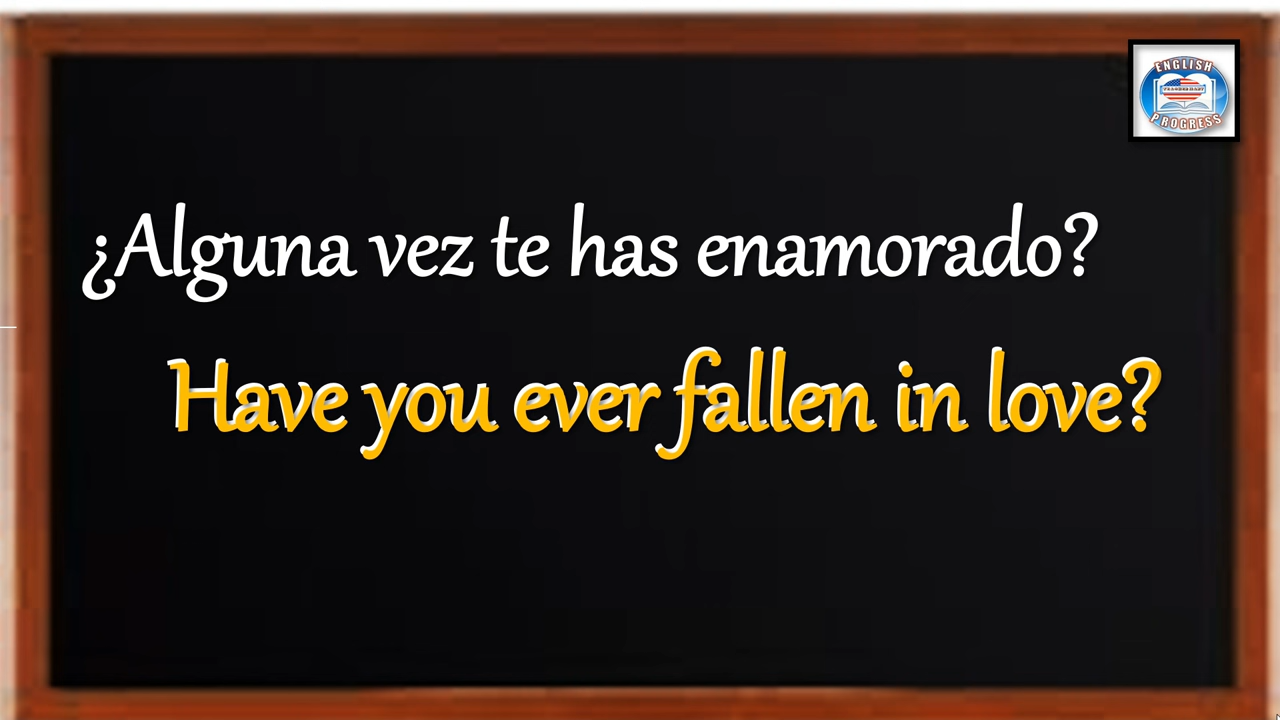 ENGLISH
PROGRESS
¿Alguna vez te has enamorado?
Have you ever fallen in love?